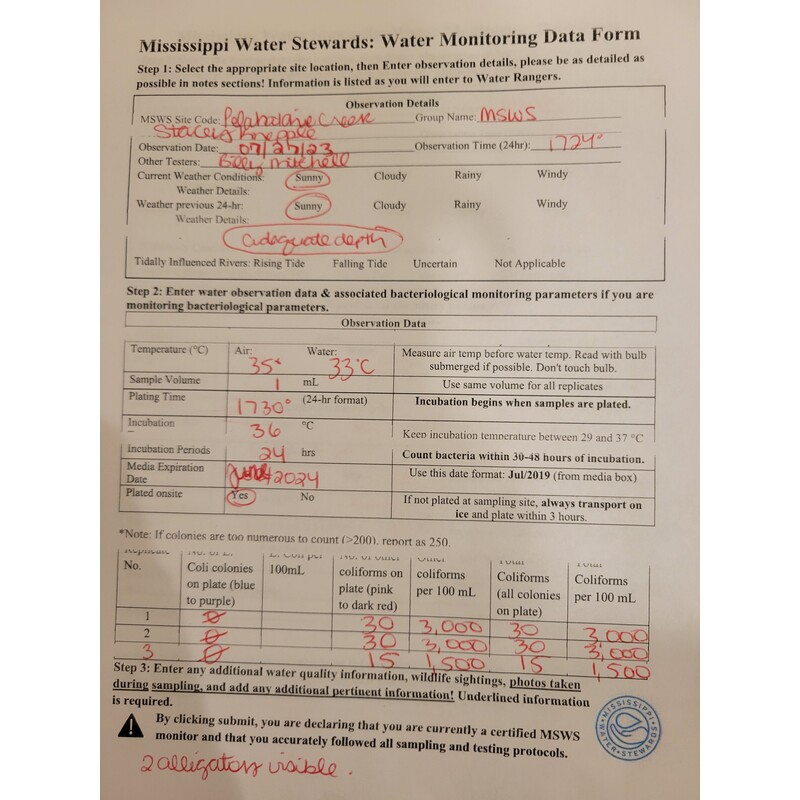 Mississippi Water Stewards: Water Monitoring Data Form
Step 1: Select the appropriate site location, then Enter observation details, please be as detailed as
possible in notes sections! Information is listed as you will enter to Water Rangers.
Observation Details
MSWS Site Code: Pelahatchie Creek Group Name: MSWS
Observation Date: 07/27/23 Observation Time (24hr): 1724°
Other Testers: Billy Mitchell
Current Weather Conditions: Sunny Cloudy Rainy Windy
Weather Details:
Weather previous 24-hr: Sunny Cloudy Rainy Windy
Weather Details:
adequate depth
Tidally Influenced Rivers: Rising Tide Falling Tide Uncertain Not Applicable
Step 2: Enter water observation data & associated bacteriological monitoring parameters if you are
monitoring bacteriological parameters.
Observation Data
Temperature (°C) Air: 35° Water: 33°C Measure air temp before water temp. Read with bulb
submerged if possible. Don't touch bulb.
Sample Volume 1 mL Use same volume for all replicates
Plating Time 1730° (24-hr format) Incubation begins when samples are plated.
Incubation 36 °C Keep incubation temperature between 29 and 37 °C
Incubation Periods 24 hrs Count bacteria within 30-48 hours of incubation.
Media Expiration
Date 2024 Use this date format: Jul/2019 (from media box)
Plated onsite Yes No If not plated at sampling site, always transport on
ice and plate within 3 hours.
*Note: If colonies are too numerous to count (>200), report as 250.
Replicate No. of E. E. Coli per No. of other Other Total Total
No. Coli colonies 100mL coliforms on coliforms Coliforms Coliforms
on plate (blue plate (pink per 100 mL (all colonies per 100 mL
to purple) to dark red) on plate)
1 0 30 3,000 30 3,000
2 0 30 3,000 30 3,000
3 0 15 1,500 15 1,500
Step 3: Enter any additional water quality information, wildlife sightings, photos taken
during sampling, and add any additional pertinent information! Underlined information
is required.
By clicking submit, you are declaring that you are currently a certified MSWS
monitor and that you accurately followed all sampling and testing protocols.
MISSISSIPPI WATER STEWARDS
2 alligators visible.